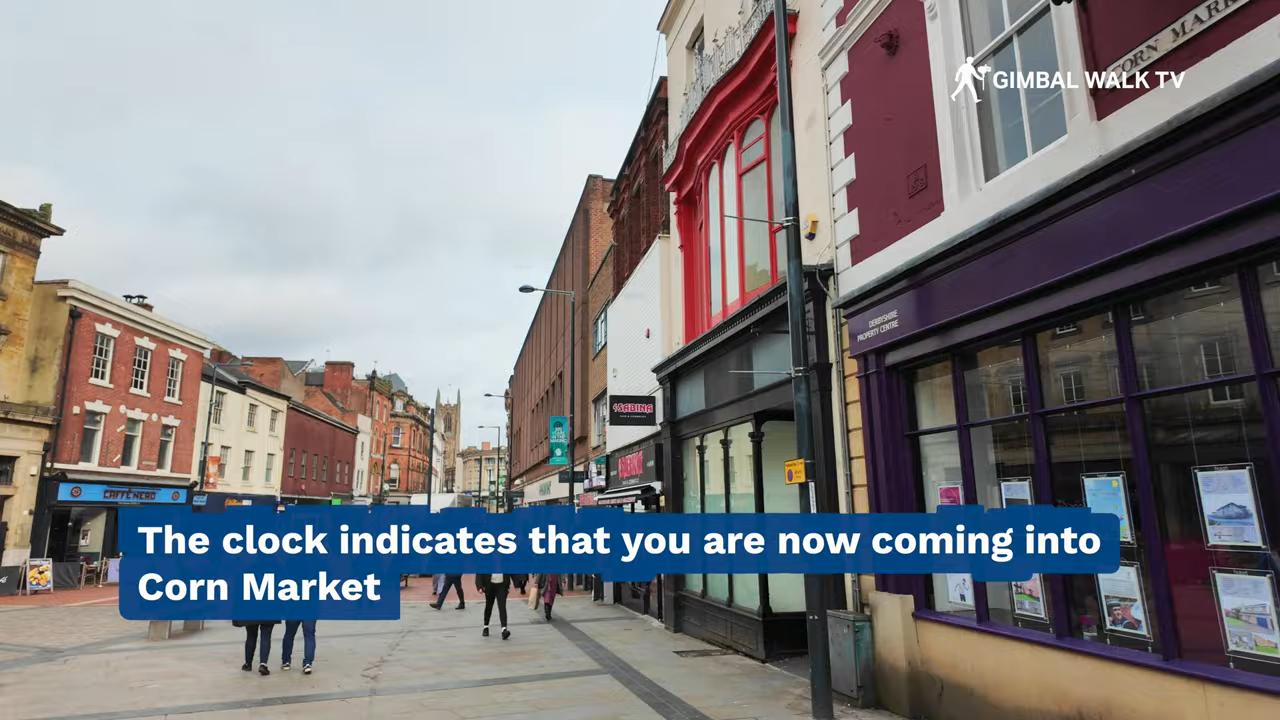 CORN MARK
GIMBAL WALK TV
DERBYSHIRE
PROPERTY CENTRE
SABINA
CAFFÈ NERO
The clock indicates that you are now coming into
Corn Market